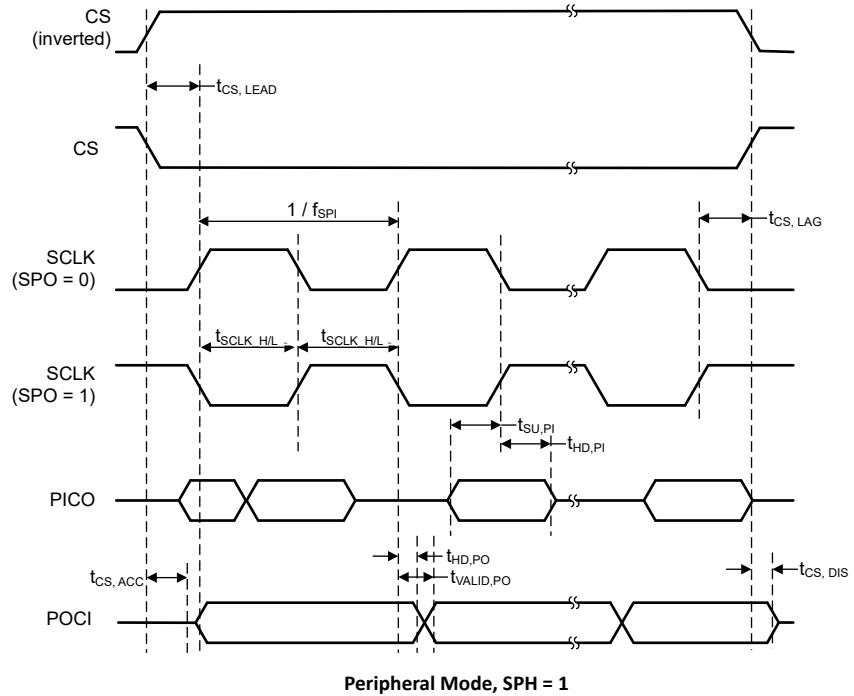 CS
(inverted)
tCS, LEAD
CS
1 / fSPI
tCS, LAG
SCLK
(SPO = 0)
tSCLK_H/L
tSCLK_H/L
SCLK
(SPO = 1)
tSU,PI
tHD,PI
PICO
tHD,PO
tCS, ACC
tVALID,PO
tCS, DIS
POCI
Peripheral Mode, SPH = 1